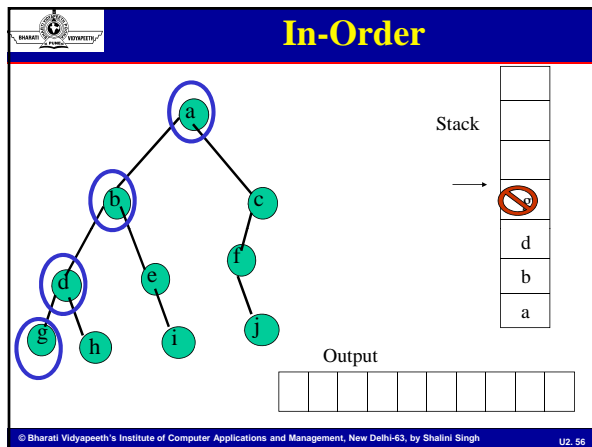 BHARATI VIDYAPEETH
PUNE
In-Order
Stack
a
b
c
d
e
f
g
h
i
j
g
d
b
a
Output
© Bharati Vidyapeeth's Institute of Computer Applications and Management, New Delhi-63, by Shalini Singh
U2. 56